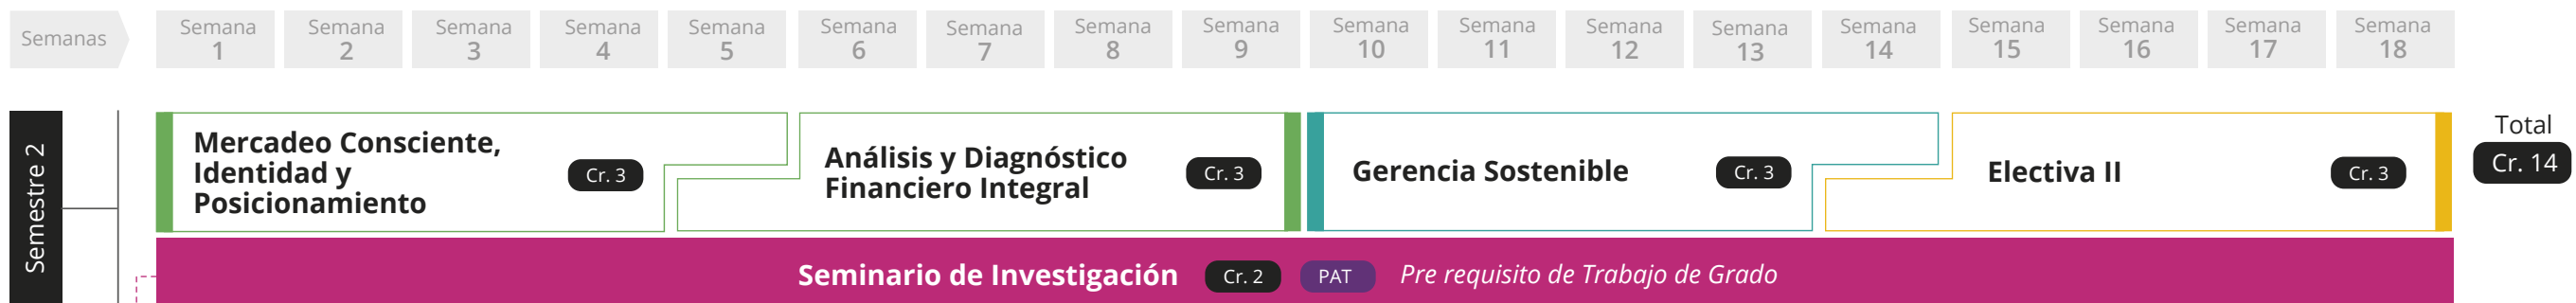 Semanas
Semana
1
Semana
2
Semana
3
Semana
4
Semana
5
Semana
6
Semana
7
Semana
8
Semana
9
Semana
10
Semana
11
Semana
12
Semana
13
Semana
14
Semana
15
Semana
16
Semana
17
Semana
18
Semestre 2
Mercadeo Consciente,
Identidad y
Posicionamiento
Cr. 3
Análisis y Diagnóstico
Financiero Integral
Cr. 3
Gerencia Sostenible
Cr. 3
Electiva II
Cr. 3
Total
Cr. 14
Seminario de Investigación Cr. 2 PAT Pre requisito de Trabajo de Grado